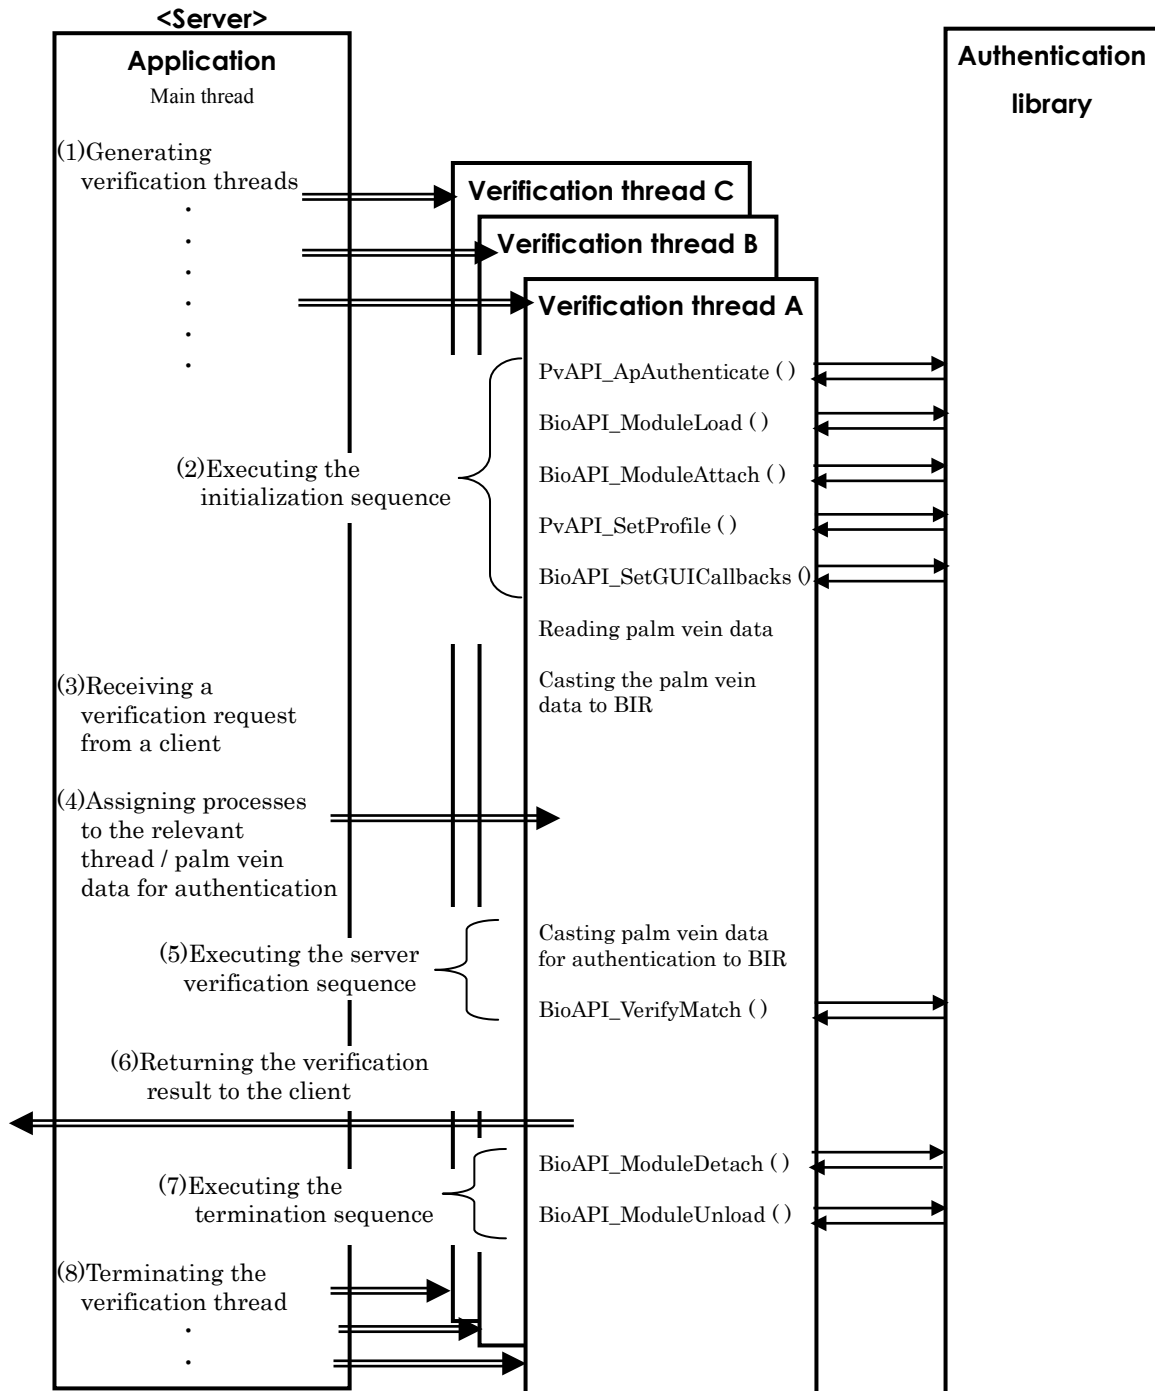 <Server>
Application
Main thread
Authentication
library
(1)Generating
verification threads
.
.
.
.
.
.
Verification thread C
Verification thread B
Verification thread A
PvAPI_ApAuthenticate ( )
BioAPI_ModuleLoad ( )
(2)Executing the
initialization sequence
BioAPI_ModuleAttach ( )
PvAPI_SetProfile ( )
BioAPI_SetGUICallbacks ()
Reading palm vein data
Casting the palm vein
data to BIR
(3)Receiving a
verification request
from a client
(4)Assigning processes
to the relevant
thread / palm vein
data for authentication
(5)Executing the server
verification sequence
Casting palm vein data
for authentication to BIR
BioAPI_VerifyMatch ( )
(6)Returning the verification
result to the client
(7)Executing the
termination sequence
BioAPI_ModuleDetach ( )
BioAPI_ModuleUnload ( )
(8)Terminating the
verification thread
.
.